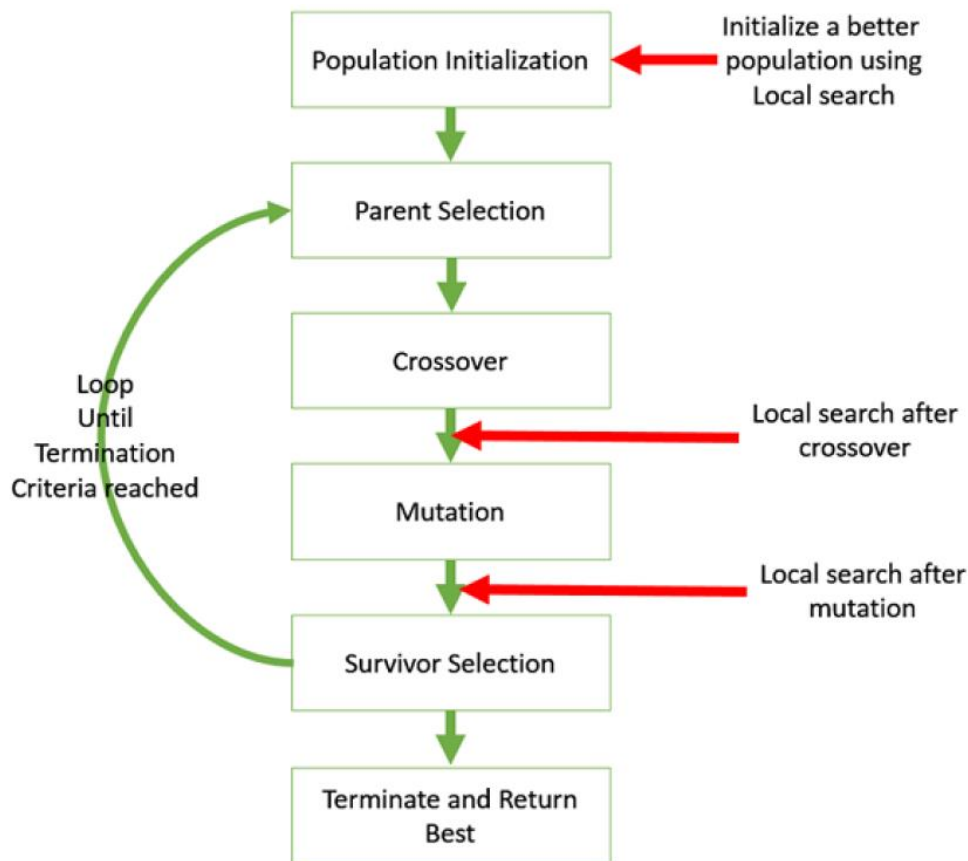 Population Initialization
Initialize a better
population using
Local search
Parent Selection
Crossover
Loop
Until
Termination
Criteria reached
Local search after
crossover
Mutation
Local search after
mutation
Survivor Selection
Terminate and Return
Best